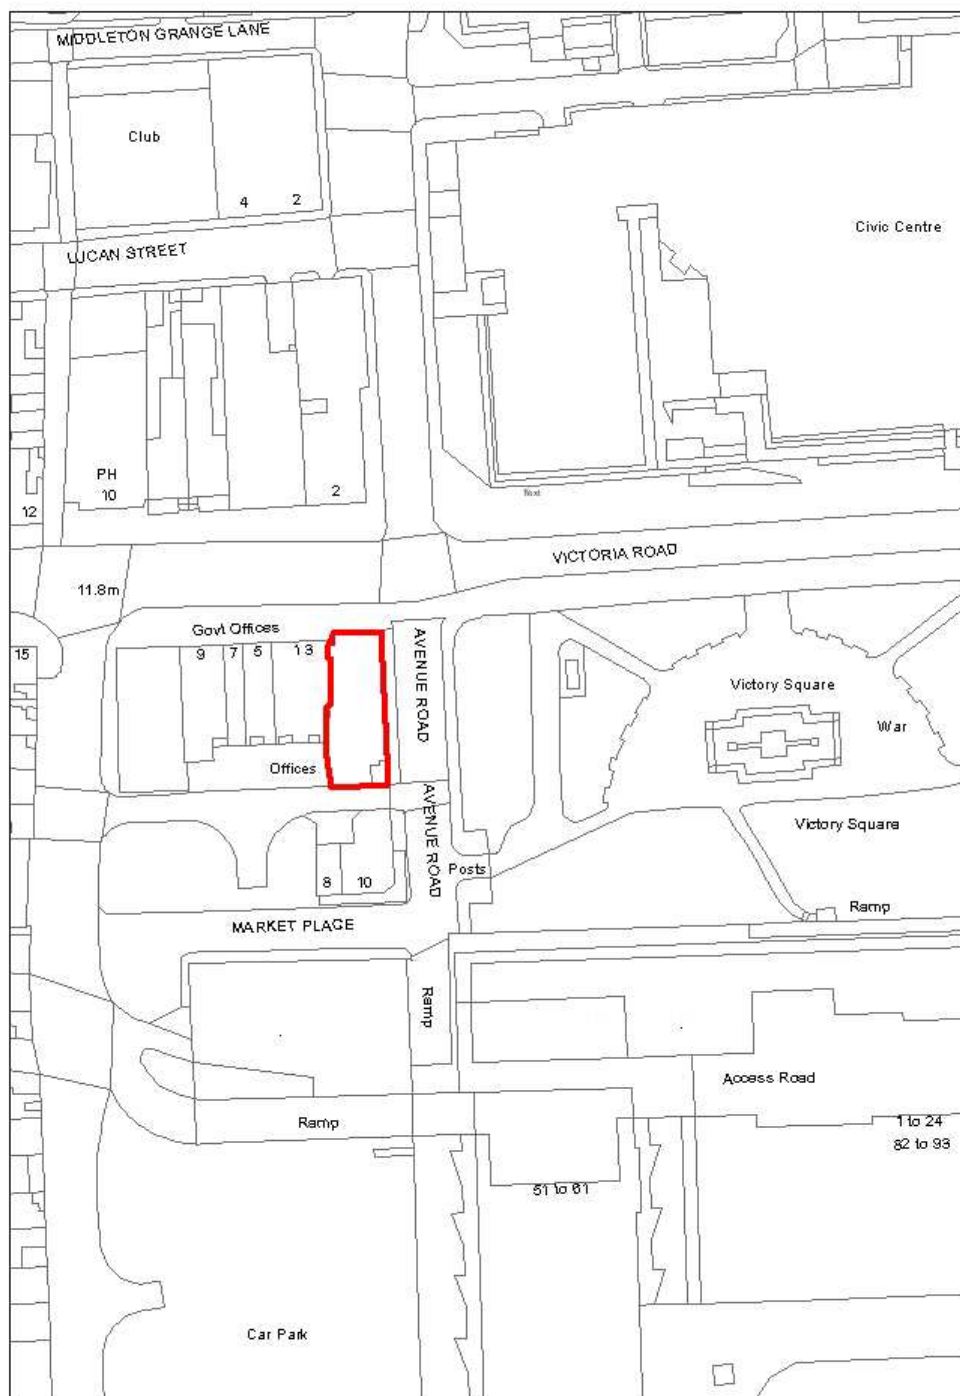 MIDDLETON GRANGE LANE
Club
4
2
Civic Centre
LUCAN STREET
PH
10
2
12
VICTORIA ROAD
11.8m
Govt Offices
15
9
7
5
1 3
AVENUE ROAD
Victory Square
War
Offices
AVENUE ROAD
Victory Square
Posts
8
10
Ramp
MARKET PLACE
Ramp
Access Road
Ramp
1 to 24
82 to 93
51 to 61
Car Park